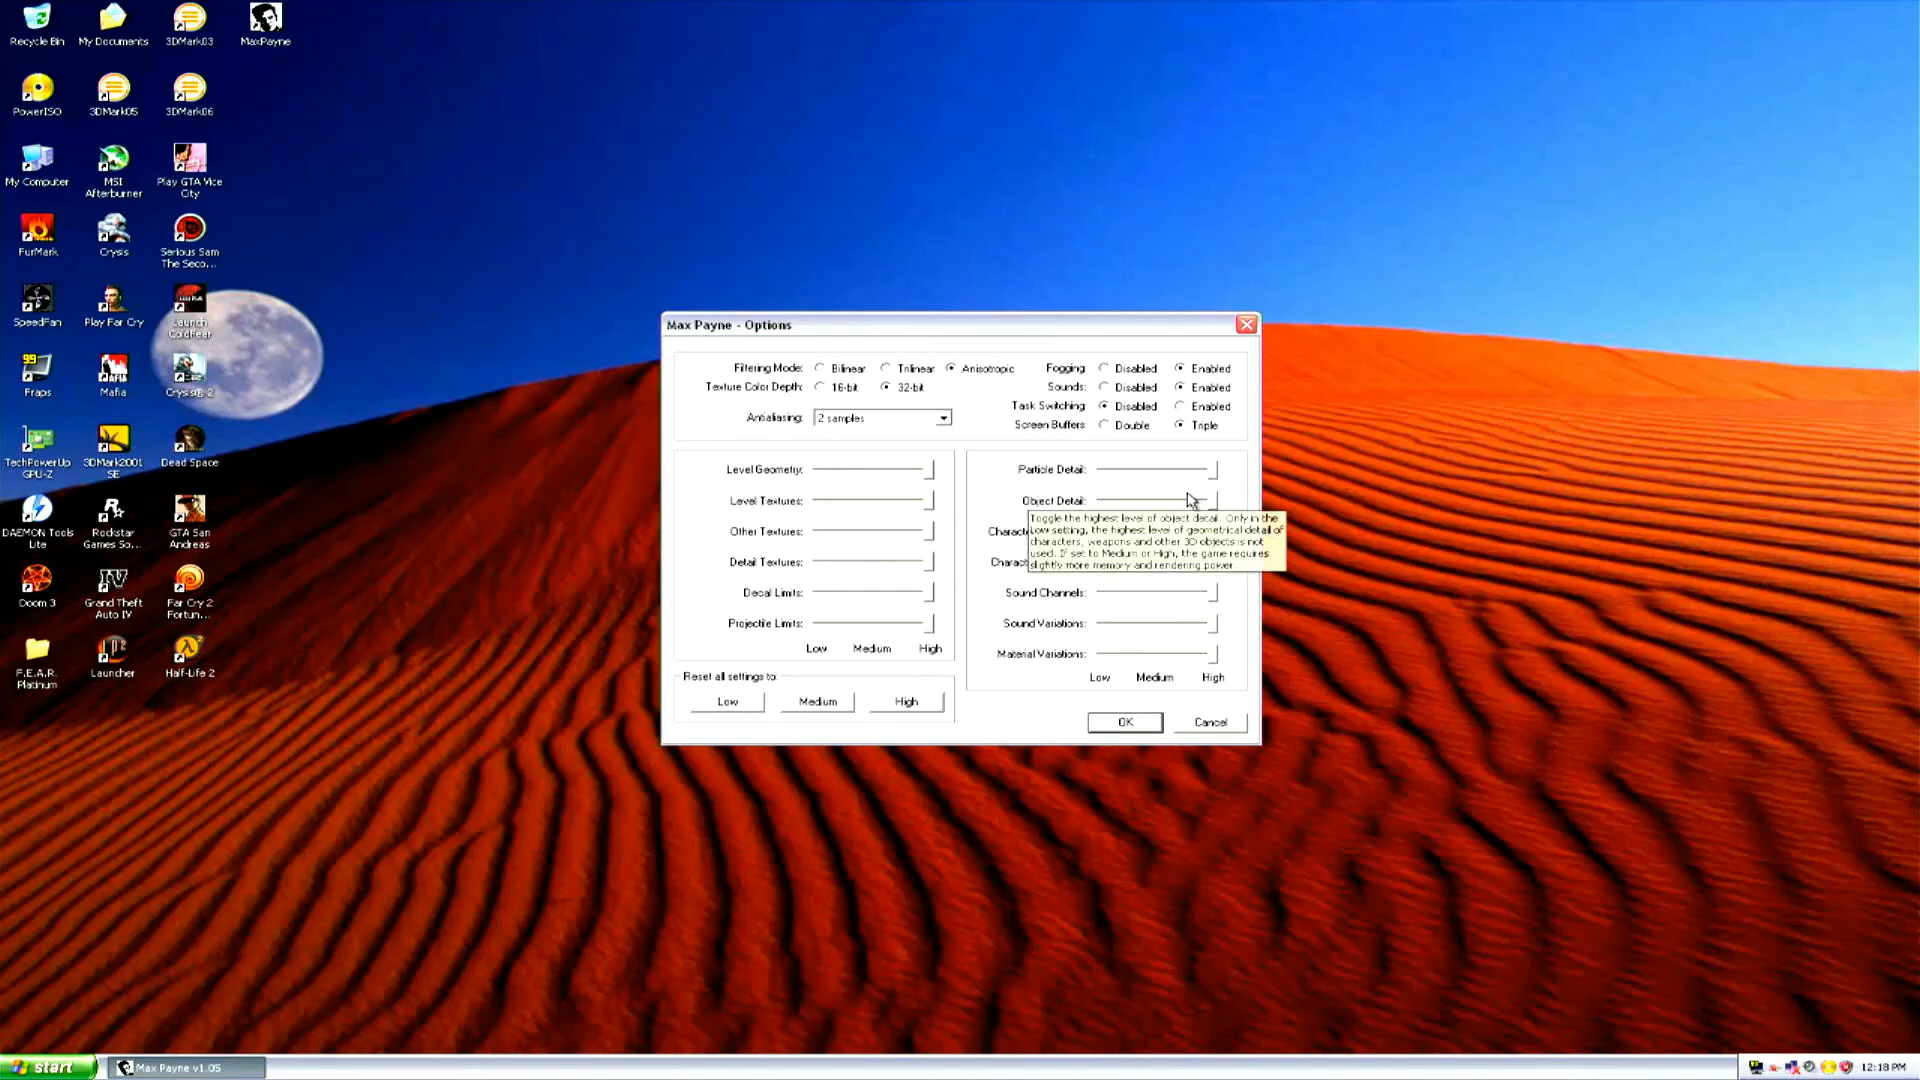 Recycle Bin
My Documents
3DMark03
MaxPayne
PowerISO
3DMark05
3DMark06
My Computer
MSI
Afterburner
Play GTA Vice
City
FurMark
Crysis
Serious Sam
The Seco...
SpeedFan
Play Far Cry
Launch
ColdFear
99
Fraps
Mafia
Crysis® 2
TechPowerUp
GPU-Z
3DMark2001
SE
Dead Space
DAEMON Tools
Lite
Rockstar
Games So...
GTA San
Andreas
Doom 3
Grand Theft
Auto IV
Far Cry 2
Fortun...
F.E.A.R.
Platinum
Launcher
Half-Life 2
Max Payne - Options
Filtering Mode: Bilinear Trilinear Anisotropic
Texture Color Depth: 16-bit 32-bit
Antialiasing: 2 samples
Fogging: Disabled Enabled
Sounds: Disabled Enabled
Task Switching: Disabled Enabled
Screen Buffers: Double Triple
Level Geometry:
Level Textures:
Other Textures:
Detail Textures:
Decal Limits:
Projectile Limits:
Low Medium High
Reset all settings to:
Low Medium High
Particle Detail:
Object Detail:
Toggle the highest level of object detail. Only in the
Low setting, the highest level of geometrical detail of
characters, weapons and other 3D objects is not
used. If set to Medium or High, the game requires
slightly more memory and rendering power.
Sound Channels:
Sound Variations:
Material Variations:
Low Medium High
OK Cancel
start
Max Payne v1.05
12:18 PM